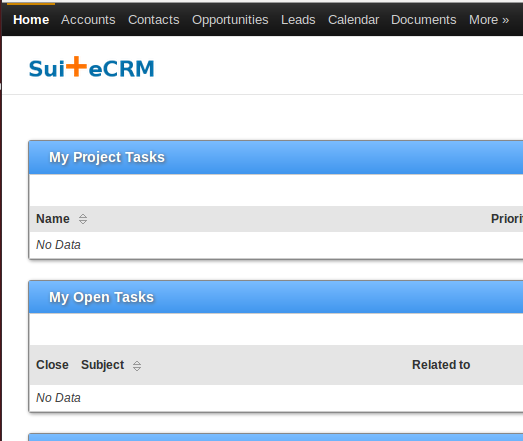 Home Accounts Contacts Opportunities Leads Calendar Documents More »
SuiteCRM
My Project Tasks
Name Priori
No Data
My Open Tasks
Close Subject Related to
No Data